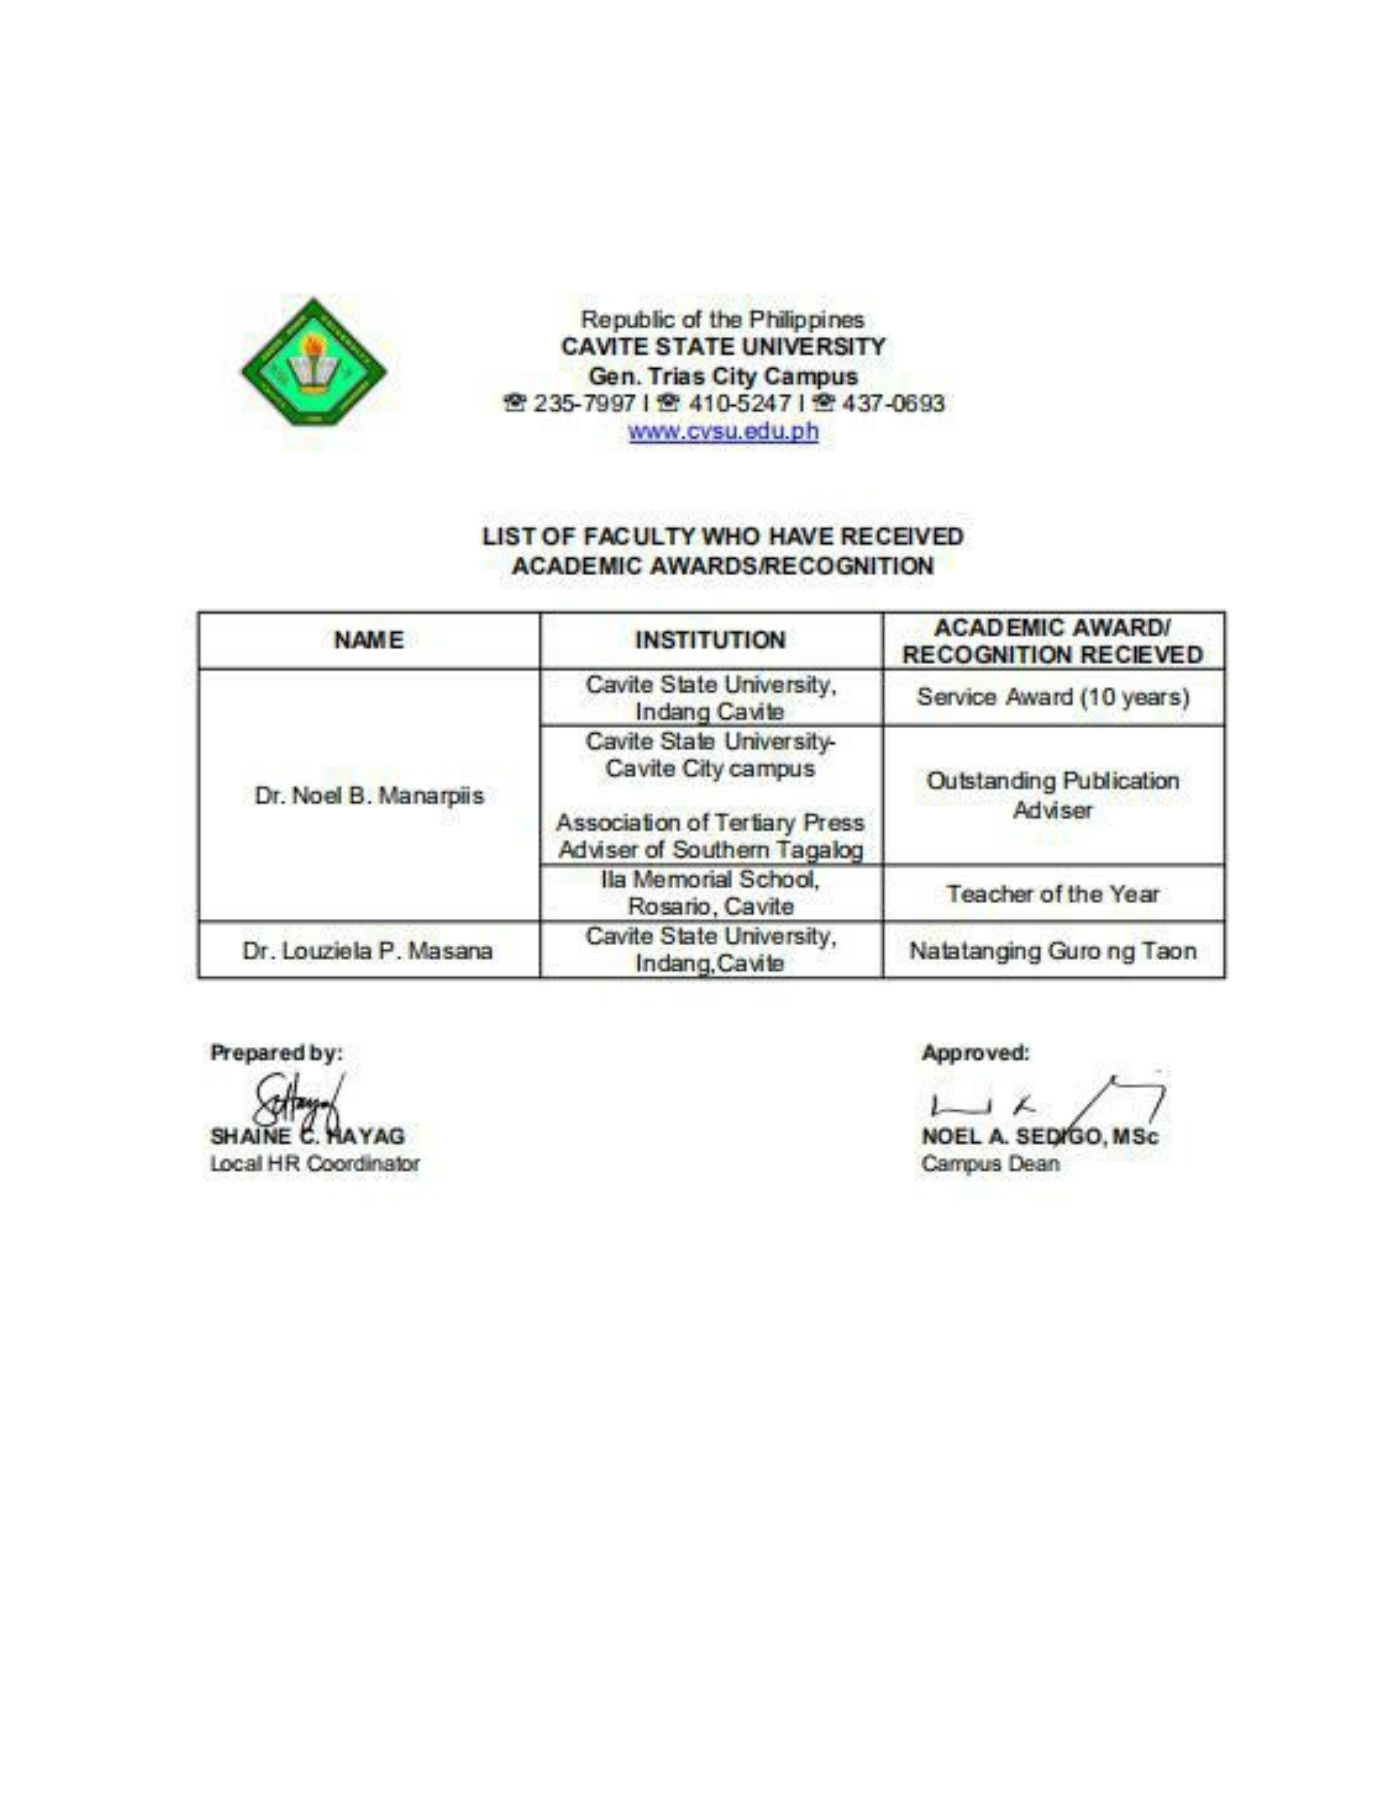 Republic of the Philippines
CAVITE STATE UNIVERSITY
Gen. Trias City Campus
☏ 235-7997 I ☏ 410-5247 I ☏ 437-0693
www.cvsu.edu.ph
LIST OF FACULTY WHO HAVE RECEIVED
ACADEMIC AWARDS/RECOGNITION
NAME
INSTITUTION
ACADEMIC AWARD/
RECOGNITION RECIEVED
Dr. Noel B. Manarpiis
Cavite State University,
Indang Cavite
Service Award (10 years)
Cavite State University-
Cavite City campus
Association of Tertiary Press
Adviser of Southern Tagalog
Outstanding Publication
Adviser
Ila Memorial School,
Rosario, Cavite
Teacher of the Year
Dr. Louziela P. Masana
Cavite State University,
Indang,Cavite
Natatanging Guro ng Taon
Prepared by:
SHAINE C. HAYAG
Local HR Coordinator
Approved:
NOEL A. SEDIGO, MSc
Campus Dean